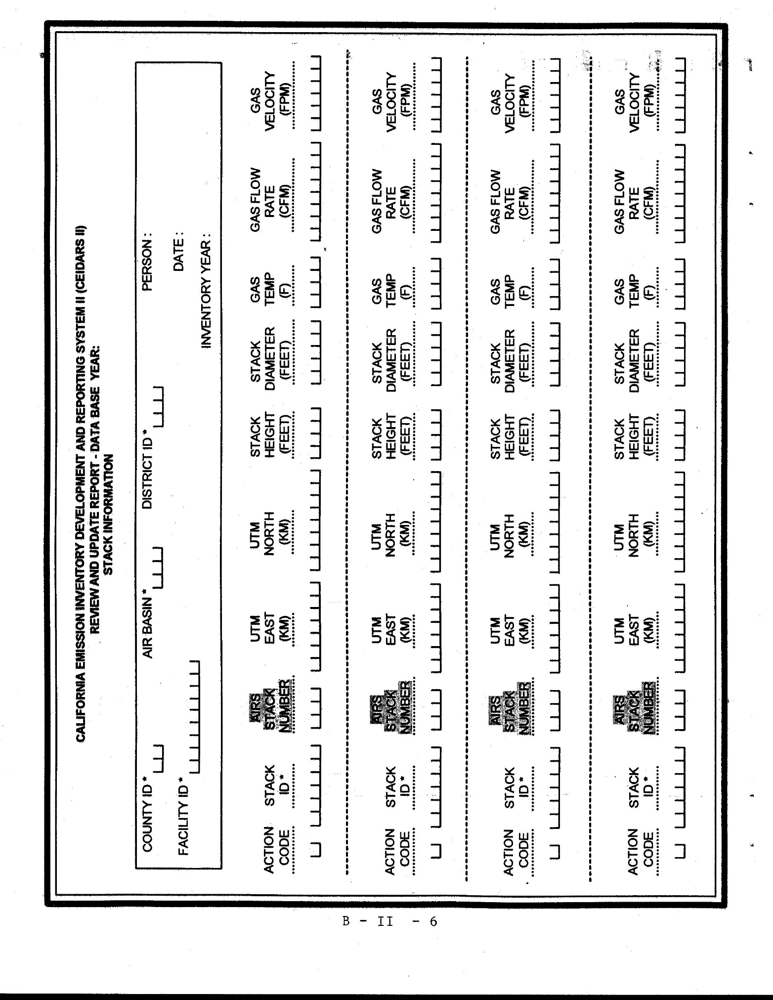 CALIFORNIA EMISSION INVENTORY DEVELOPMENT AND REPORTING SYSTEM II (CEIDARS II)
REVIEW AND UPDATE REPORT - DATA BASE YEAR:
STACK INFORMATION
COUNTY ID * AIR BASIN * DISTRICT ID * PERSON :
FACILITY ID * DATE :
INVENTORY YEAR :
AIRS UTM UTM STACK STACK GAS GAS FLOW GAS
ACTION STACK STACK EAST NORTH HEIGHT DIAMETER TEMP RATE VELOCITY
CODE ID * NUMBER (KM) (KM) (FEET) (FEET) (F) (CFM) (FPM)
AIRS UTM UTM STACK STACK GAS GAS FLOW GAS
ACTION STACK STACK EAST NORTH HEIGHT DIAMETER TEMP RATE VELOCITY
CODE ID * NUMBER (KM) (KM) (FEET) (FEET) (F) (CFM) (FPM)
AIRS UTM UTM STACK STACK GAS GAS FLOW GAS
ACTION STACK STACK EAST NORTH HEIGHT DIAMETER TEMP RATE VELOCITY
CODE ID * NUMBER (KM) (KM) (FEET) (FEET) (F) (CFM) (FPM)
AIRS UTM UTM STACK STACK GAS GAS FLOW GAS
ACTION STACK STACK EAST NORTH HEIGHT DIAMETER TEMP RATE VELOCITY
CODE ID * NUMBER (KM) (KM) (FEET) (FEET) (F) (CFM) (FPM)
B - II - 6